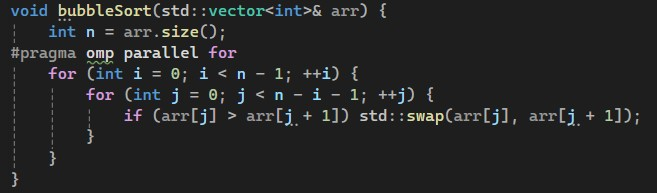 void bubbleSort(std::vector<int>& arr) {
    int n = arr.size();
#pragma omp parallel for
    for (int i = 0; i < n - 1; ++i) {
        for (int j = 0; j < n - i - 1; ++j) {
            if (arr[j] > arr[j + 1]) std::swap(arr[j], arr[j + 1]);
        }
    }
}